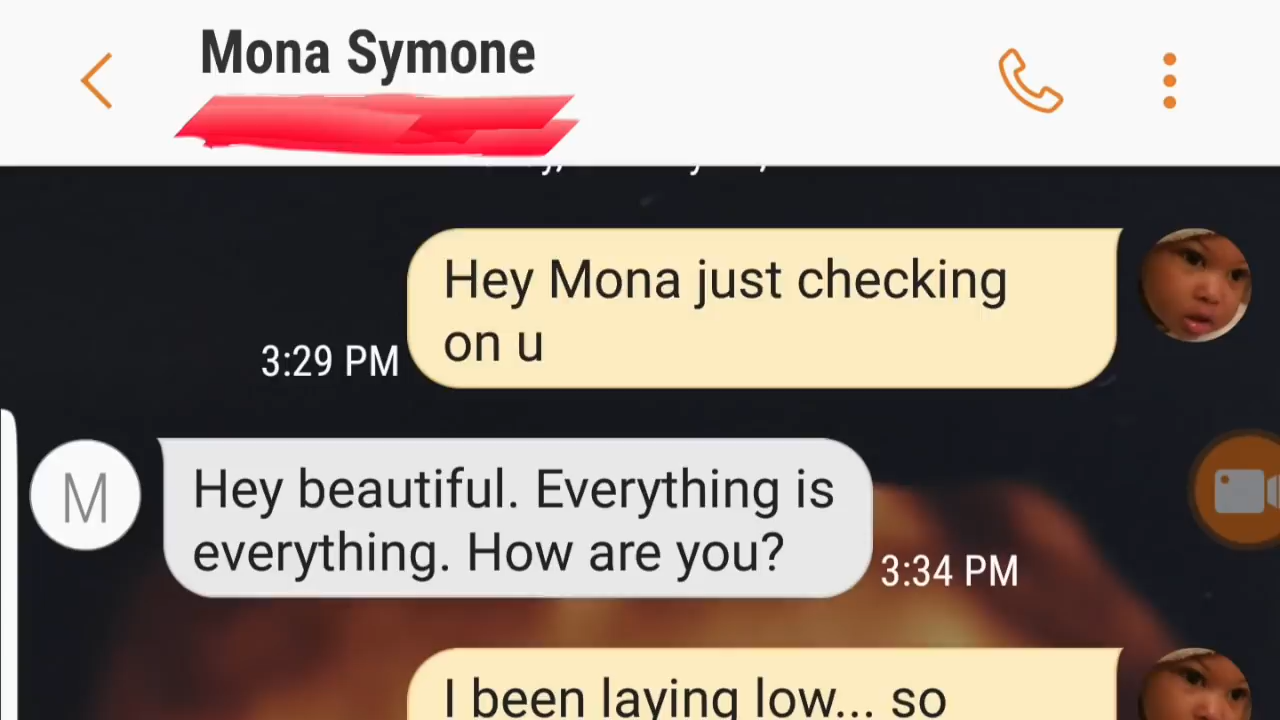 Mona Symone
Hey Mona just checking
on u
3:29 PM
M
Hey beautiful. Everything is
everything. How are you?
3:34 PM
I been laying low... so